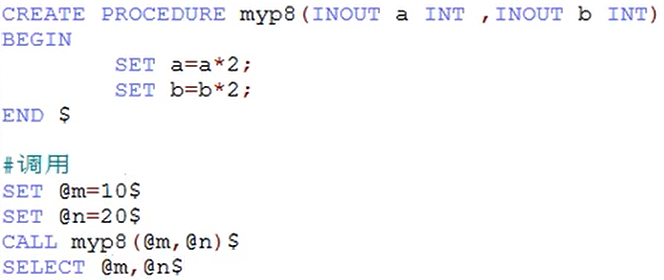 CREATE PROCEDURE myp8(INOUT a INT ,INOUT b INT)
BEGIN
SET a=a*2;
SET b=b*2;
END $
#调用
SET @m=10$
SET @n=20$
CALL myp8(@m,@n)$
SELECT @m,@n$